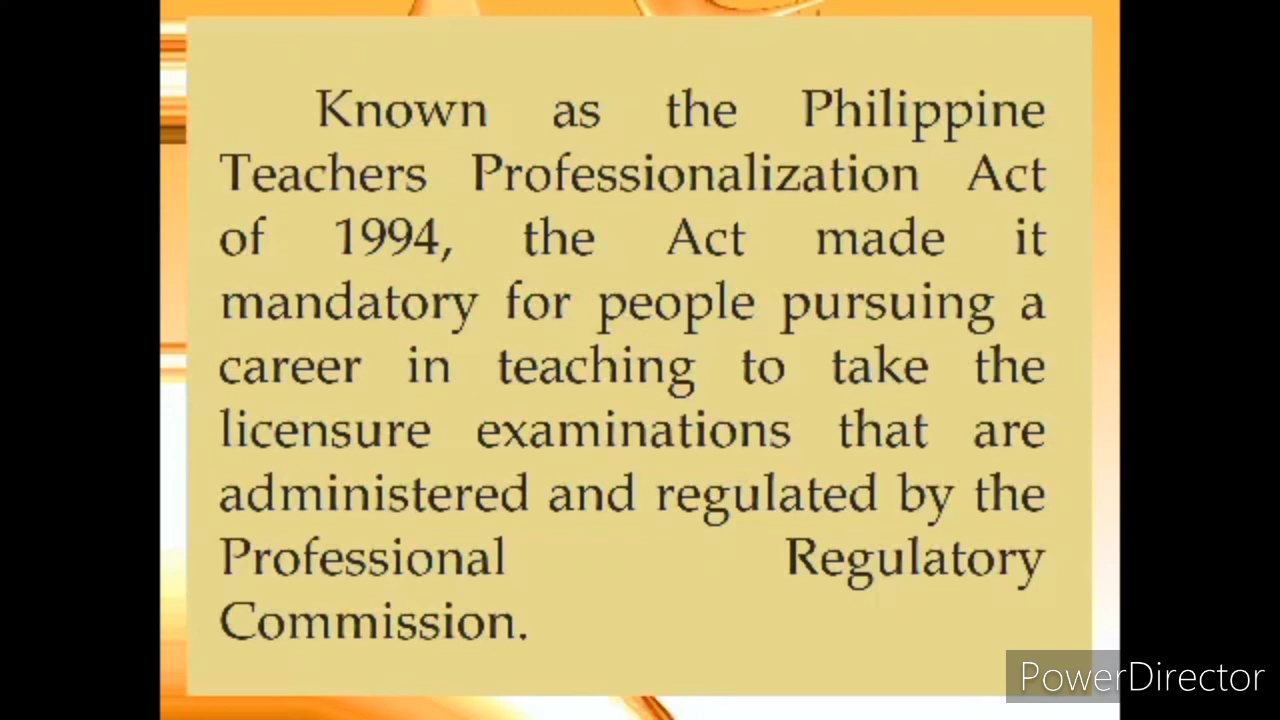 Known as the Philippine
Teachers Professionalization Act
of 1994, the Act made it
mandatory for people pursuing a
career in teaching to take the
licensure examinations that are
administered and regulated by the
Professional Regulatory
Commission.
PowerDirector